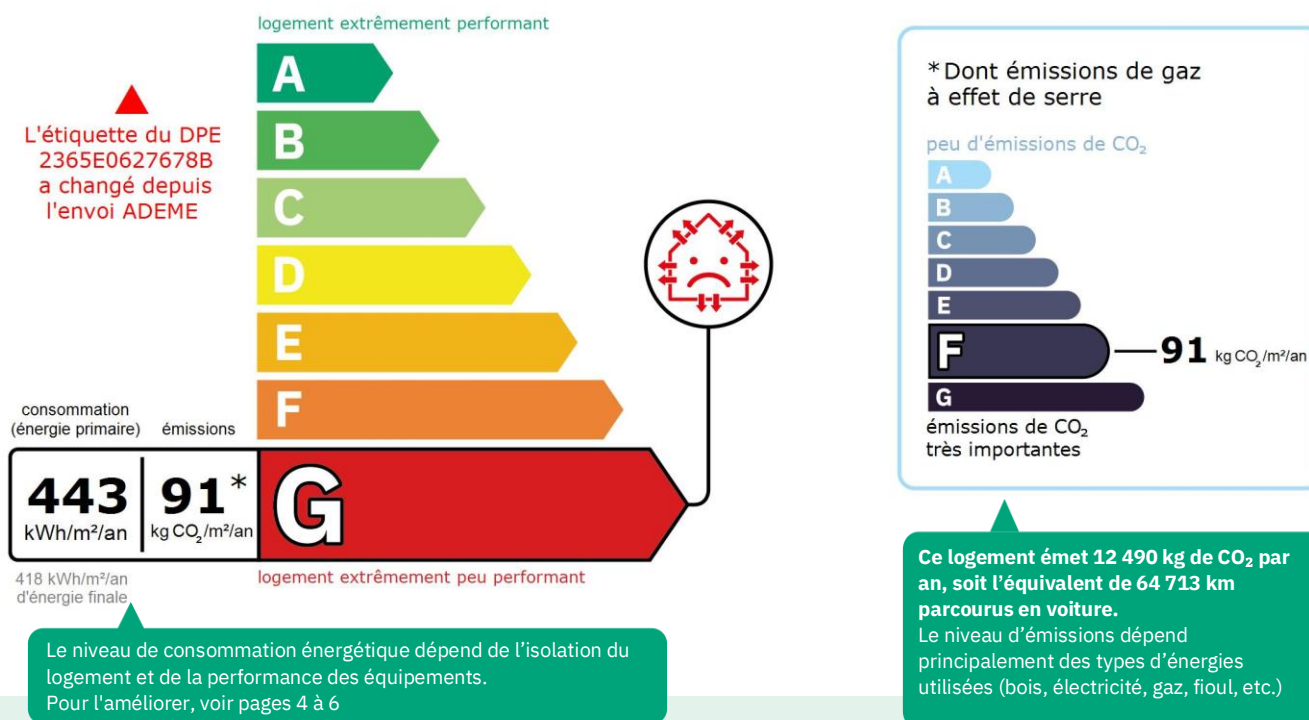 logement extrêmement performant
A
B
C
D
E
F
G
L'étiquette du DPE
2365E0627678B
a changé depuis
l'envoi ADEME
consommation
(énergie primaire)
émissions
443
kWh/m²/an
91*
kg CO₂/m²/an
418 kWh/m²/an
d'énergie finale
logement extrêmement peu performant
Le niveau de consommation énergétique dépend de l’isolation du
logement et de la performance des équipements.
Pour l'améliorer, voir pages 4 à 6
*Dont émissions de gaz
à effet de serre
peu d'émissions de CO₂
A
B
C
D
E
F
91 kg CO₂/m²/an
G
émissions de CO₂
très importantes
Ce logement émet 12 490 kg de CO₂ par
an, soit l’équivalent de 64 713 km
parcourus en voiture.
Le niveau d’émissions dépend
principalement des types d’énergies
utilisées (bois, électricité, gaz, fioul, etc.)